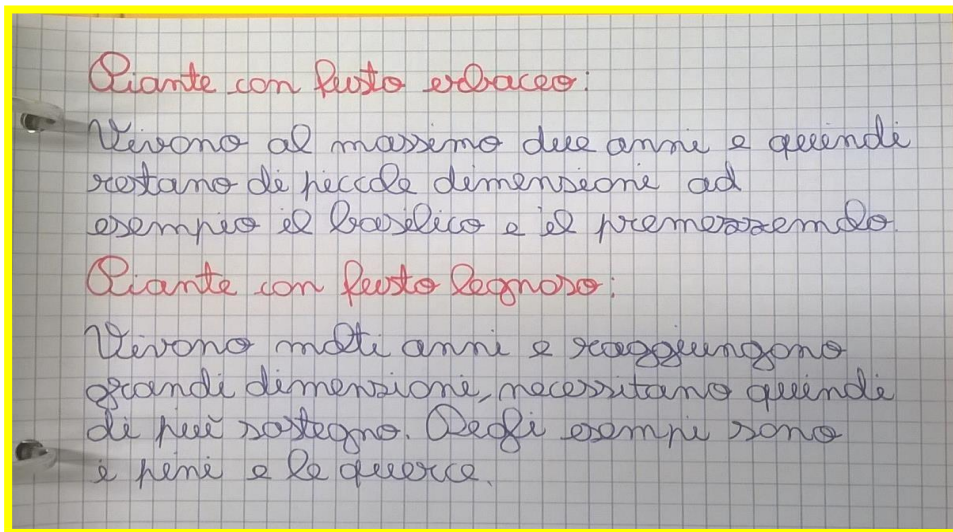 Piante con fusto erbaceo:
Vivono al massimo due anni e quindi
restano di piccole dimensioni ad
esempio il basilico e il premezzemolo.
Piante con fusto legnoso:
Vivono molti anni e raggiungono
grandi dimensioni, necessitano quindi
di più sostegno. Degli esempi sono
i pini e le querce.